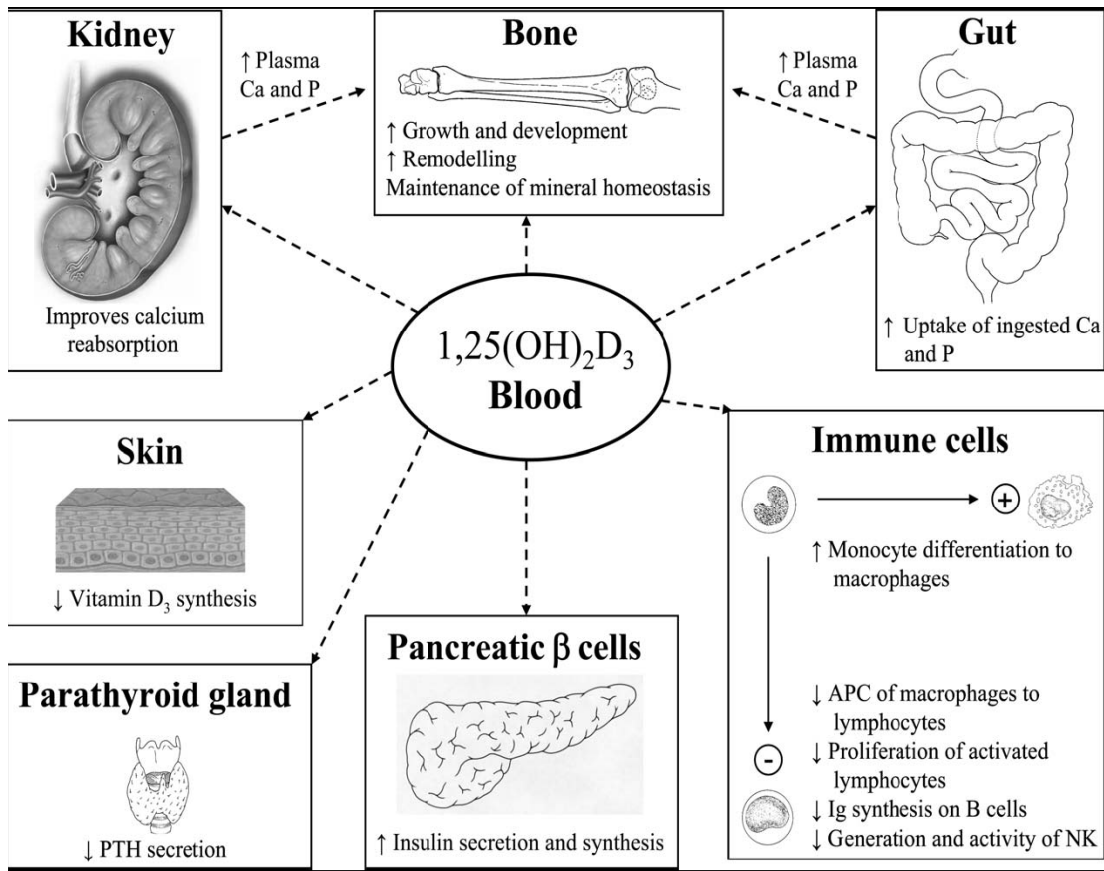 Kidney
↑ Plasma
Ca and P
Improves calcium
reabsorption
Bone
↑ Growth and development
↑ Remodelling
Maintenance of mineral homeostasis
↑ Plasma
Ca and P
Gut
↑ Uptake of ingested Ca
and P
1,25(OH)₂D₃
Blood
Skin
↓ Vitamin D₃ synthesis
Parathyroid gland
↓ PTH secretion
Pancreatic β cells
↑ Insulin secretion and synthesis
Immune cells
+
↑ Monocyte differentiation to
macrophages
↓ APC of macrophages to
lymphocytes
-
↓ Proliferation of activated
lymphocytes
↓ Ig synthesis on B cells
↓ Generation and activity of NK